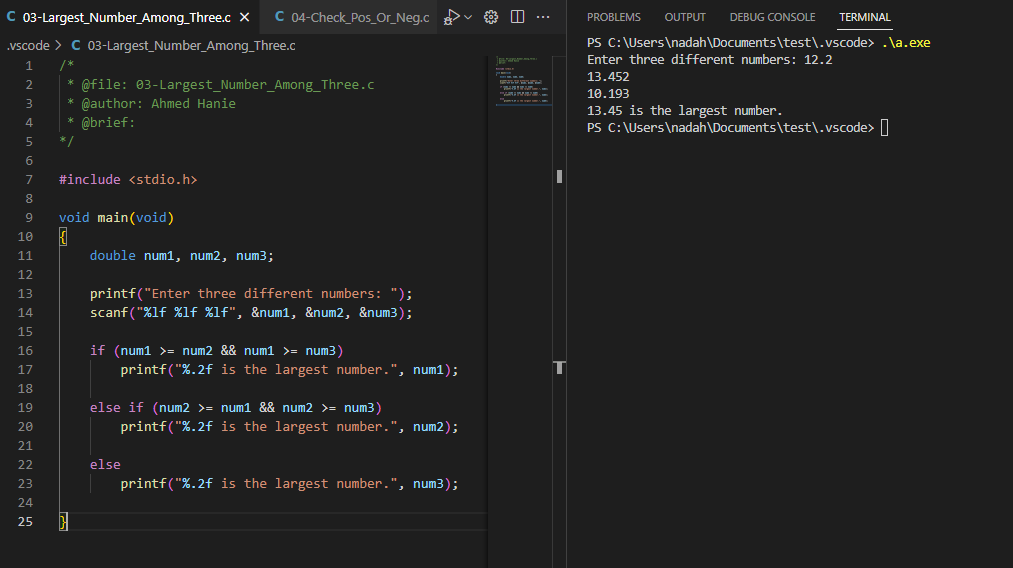 03-Largest_Number_Among_Three.c
04-Check_Pos_Or_Neg.c
.vscode > C 03-Largest_Number_Among_Three.c
1 /*
2 * @file: 03-Largest_Number_Among_Three.c
3 * @author: Ahmed Hanie
4 * @brief:
5 */
6
7 #include <stdio.h>
8
9 void main(void)
10 {
11 double num1, num2, num3;
12
13 printf("Enter three different numbers: ");
14 scanf("%lf %lf %lf", &num1, &num2, &num3);
15
16 if (num1 >= num2 && num1 >= num3)
17 printf("%.2f is the largest number.", num1);
18
19 else if (num2 >= num1 && num2 >= num3)
20 printf("%.2f is the largest number.", num2);
21
22 else
23 printf("%.2f is the largest number.", num3);
24
25 }
PROBLEMS OUTPUT DEBUG CONSOLE TERMINAL
PS C:\Users\nadah\Documents\test\.vscode> .\a.exe
Enter three different numbers: 12.2
13.452
10.193
13.45 is the largest number.
PS C:\Users\nadah\Documents\test\.vscode>